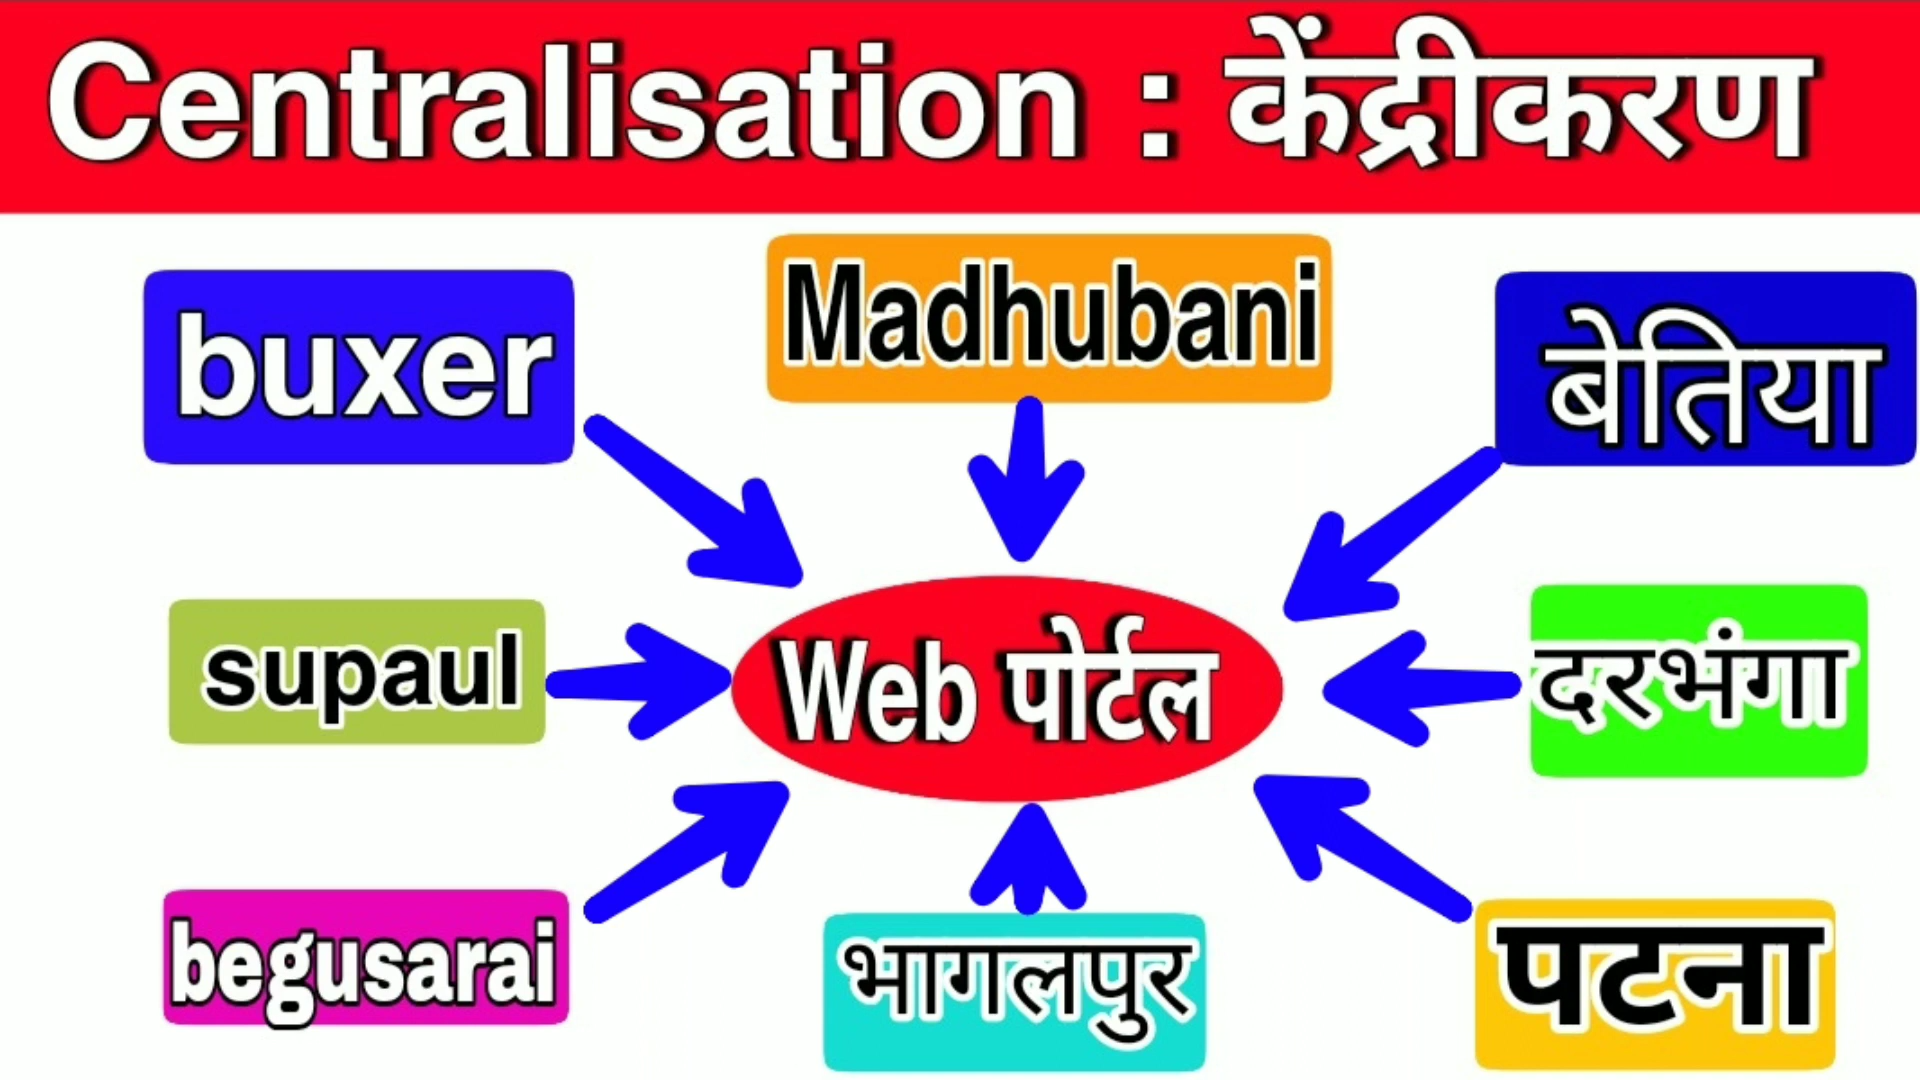 Centralisation : केंद्रीकरण
buxer
Madhubani
बेतिया
supaul
Web पोर्टल
दरभंगा
begusarai
भागलपुर
पटना